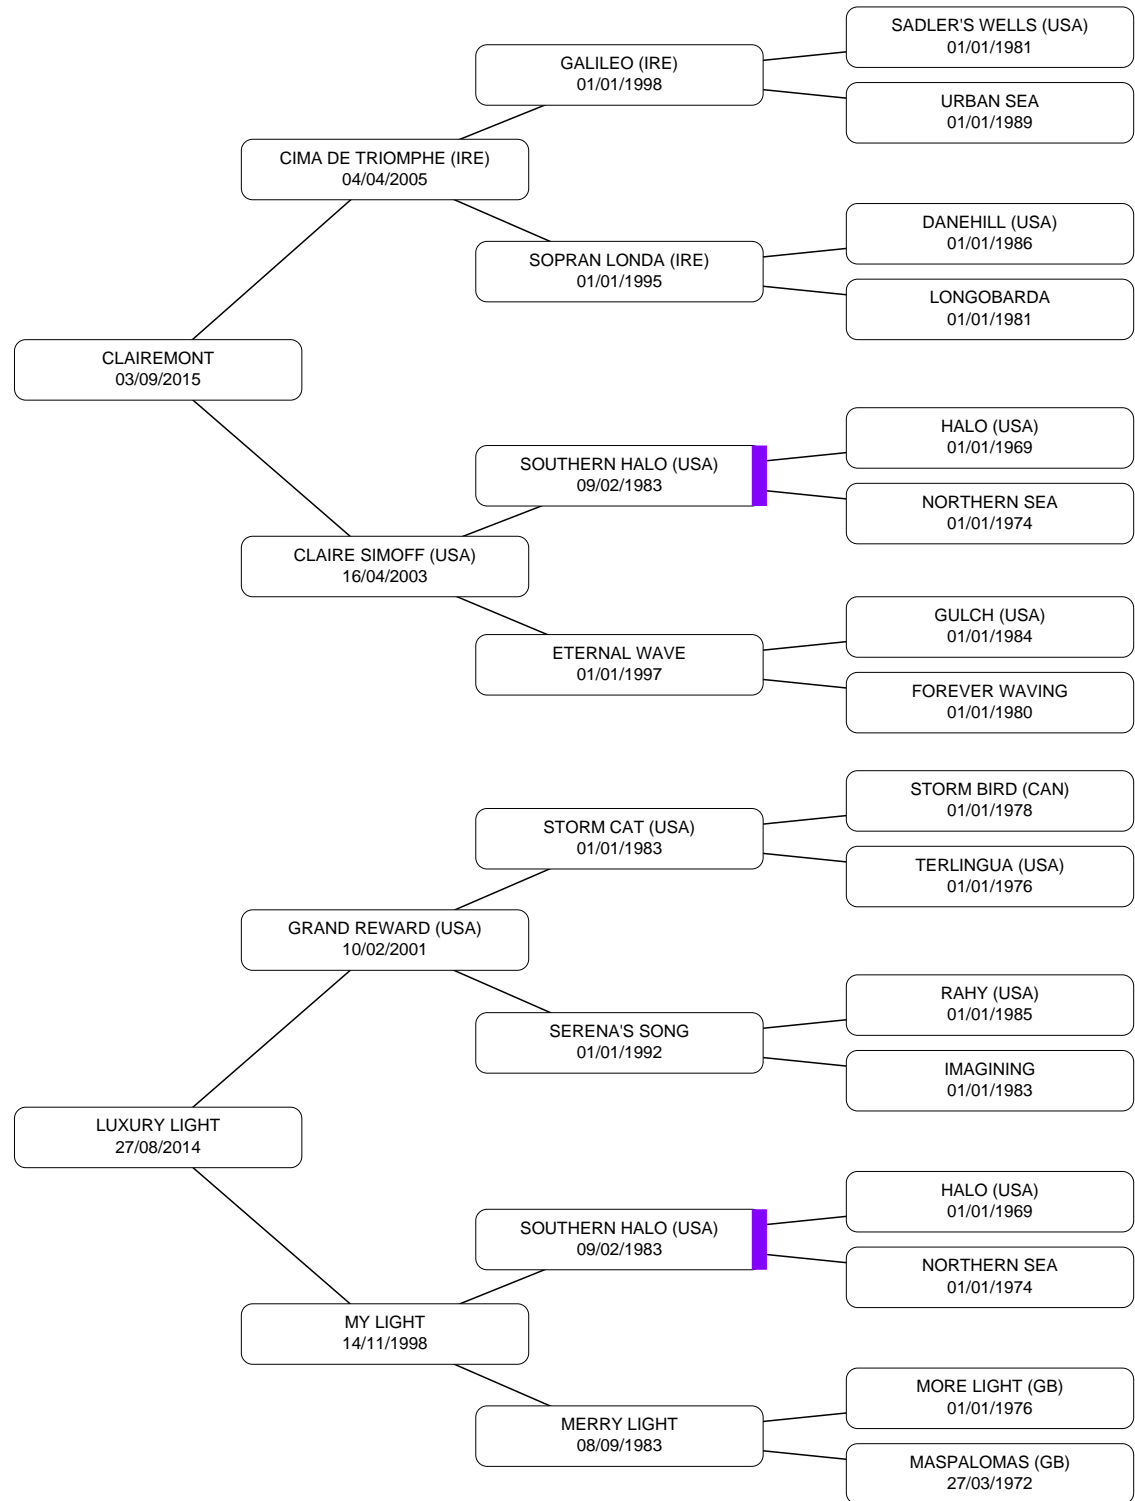 SADLER'S WELLS (USA)
01/01/1981
GALILEO (IRE)
01/01/1998
URBAN SEA
01/01/1989
CIMA DE TRIOMPHE (IRE)
04/04/2005
DANEHILL (USA)
01/01/1986
SOPRAN LONDA (IRE)
01/01/1995
LONGOBARDA
01/01/1981
CLAIREMONT
03/09/2015
HALO (USA)
01/01/1969
SOUTHERN HALO (USA)
09/02/1983
NORTHERN SEA
01/01/1974
CLAIRE SIMOFF (USA)
16/04/2003
GULCH (USA)
01/01/1984
ETERNAL WAVE
01/01/1997
FOREVER WAVING
01/01/1980
STORM BIRD (CAN)
01/01/1978
STORM CAT (USA)
01/01/1983
TERLINGUA (USA)
01/01/1976
GRAND REWARD (USA)
10/02/2001
RAHY (USA)
01/01/1985
SERENA'S SONG
01/01/1992
IMAGINING
01/01/1983
LUXURY LIGHT
27/08/2014
HALO (USA)
01/01/1969
SOUTHERN HALO (USA)
09/02/1983
NORTHERN SEA
01/01/1974
MY LIGHT
14/11/1998
MORE LIGHT (GB)
01/01/1976
MERRY LIGHT
08/09/1983
MASPALOMAS (GB)
27/03/1972